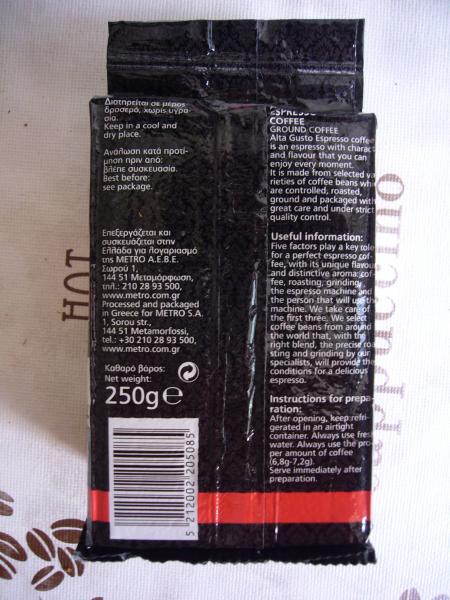 Διατηρείται σε μέρος
δροσερό, χωρίς υγρα-
σία.
Keep in a cool and
dry place.
Ανάλωση κατά προτί-
μηση πριν από:
βλέπε συσκευασία.
Best before:
see package.
Επεξεργάζεται και
συσκευάζεται στην
Ελλάδα για λογαριασμό
της METRO A.E.B.E.
Σωρού 1,
144 51 Μεταμόρφωση,
τηλ.: 210 28 93 500,
www.metro.com.gr
Processed and packaged
in Greece for METRO S.A.
1, Sorou str.,
144 51 Metamorfossi,
tel.: +30 210 28 93 500,
www.metro.com.gr
Καθαρό βάρος:
Net weight:
250g℮
5 212002 205085
ESPRESSO
COFFEE
GROUND COFFEE
Alta Gusto Espresso coffee
is an espresso with charact
and flavour that you can
enjoy every moment.
It is made from selected va
rieties of coffee beans whi
are controlled, roasted,
ground and packaged with
great care and under strict
quality control.
Useful information:
Five factors play a key role
for a perfect espresso cof-
fee, with its unique flavour
and distinctive aroma: cof-
fee, roasting, grinding,
the espresso machine and
the person that will use th
machine. We take care of
the first three. We select
coffee beans from around
the world that, with the
right blend, the precise roa
sting and grinding by our
specialists, will provide the
conditions for a delicious
espresso.
Instructions for prepa-
ration:
After opening, keep refri-
gerated in an airtight
container. Always use fres
water. Always use the pro
per amount of coffee
(6,8g-7,2g).
Serve immediately after
preparation.
HOT
cappuccino